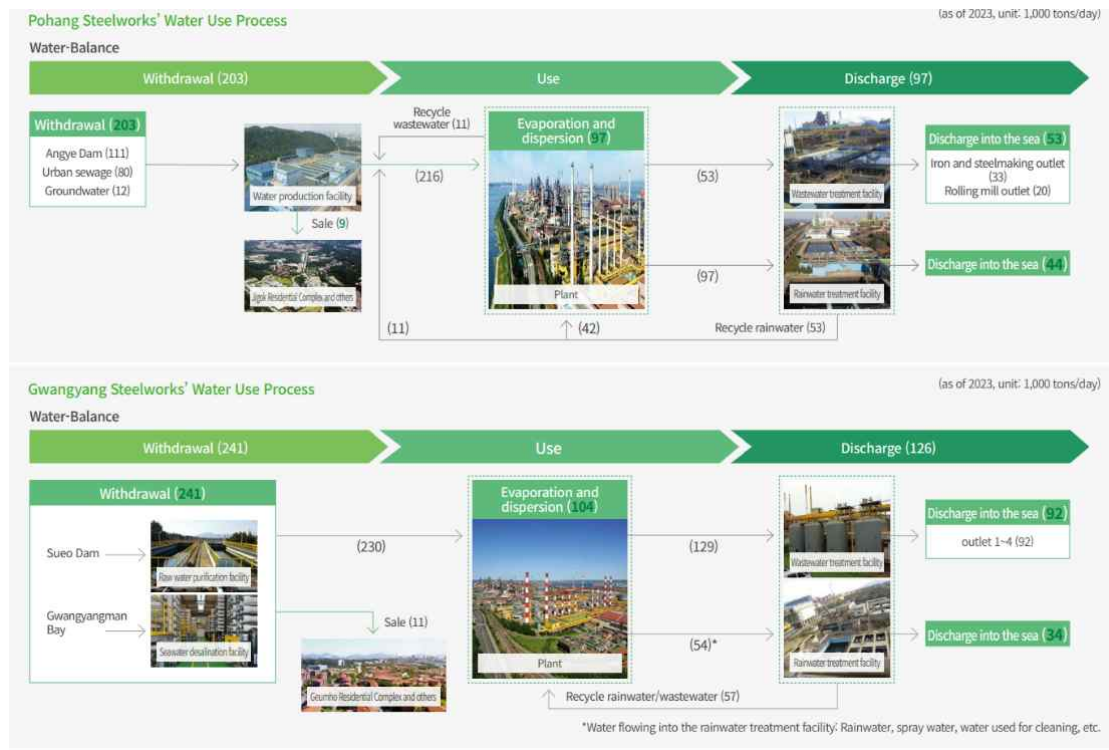 Pohang Steelworks' Water Use Process
(as of 2023, unit: 1,000 tons/day)
Water-Balance
Withdrawal (203)
Use
Discharge (97)
Withdrawal (203)
Angye Dam (111)
Urban sewage (80)
Groundwater (12)
Water production facility
Sale (9)
Jigok Residential Complex and others
Recycle
wastewater (11)
(216)
Evaporation and
dispersion (97)
Plant
(53)
(97)
Wastewater treatment facility
Rainwater treatment facility
Discharge into the sea (53)
Iron and steelmaking outlet
(33)
Rolling mill outlet (20)
Discharge into the sea (44)
(11)
(42)
Recycle rainwater (53)
Gwangyang Steelworks' Water Use Process
(as of 2023, unit: 1,000 tons/day)
Water-Balance
Withdrawal (241)
Use
Discharge (126)
Withdrawal (241)
Sueo Dam
Raw water purification facility
Gwangyangman
Bay
Seawater desalination facility
(230)
Sale (11)
Geumho Residential Complex and others
Evaporation and
dispersion (104)
Plant
(129)
(54)*
Wastewater treatment facility
Rainwater treatment facility
Discharge into the sea (92)
outlet 1~4 (92)
Discharge into the sea (34)
Recycle rainwater/wastewater (57)
*Water flowing into the rainwater treatment facility: Rainwater, spray water, water used for cleaning, etc.